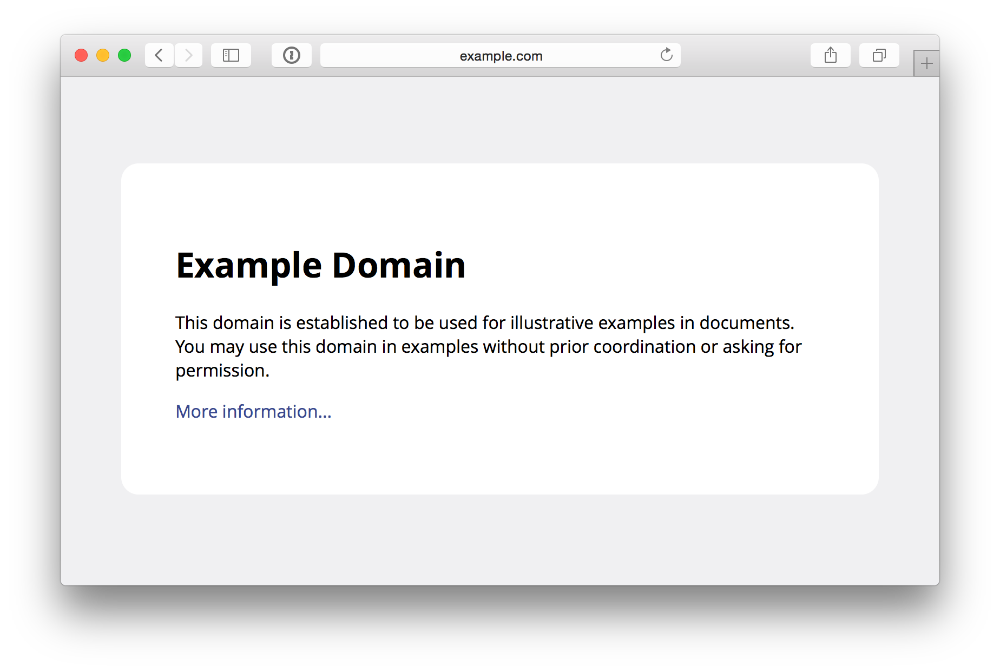 example.com
Example Domain
This domain is established to be used for illustrative examples in documents.
You may use this domain in examples without prior coordination or asking for
permission.
More information...